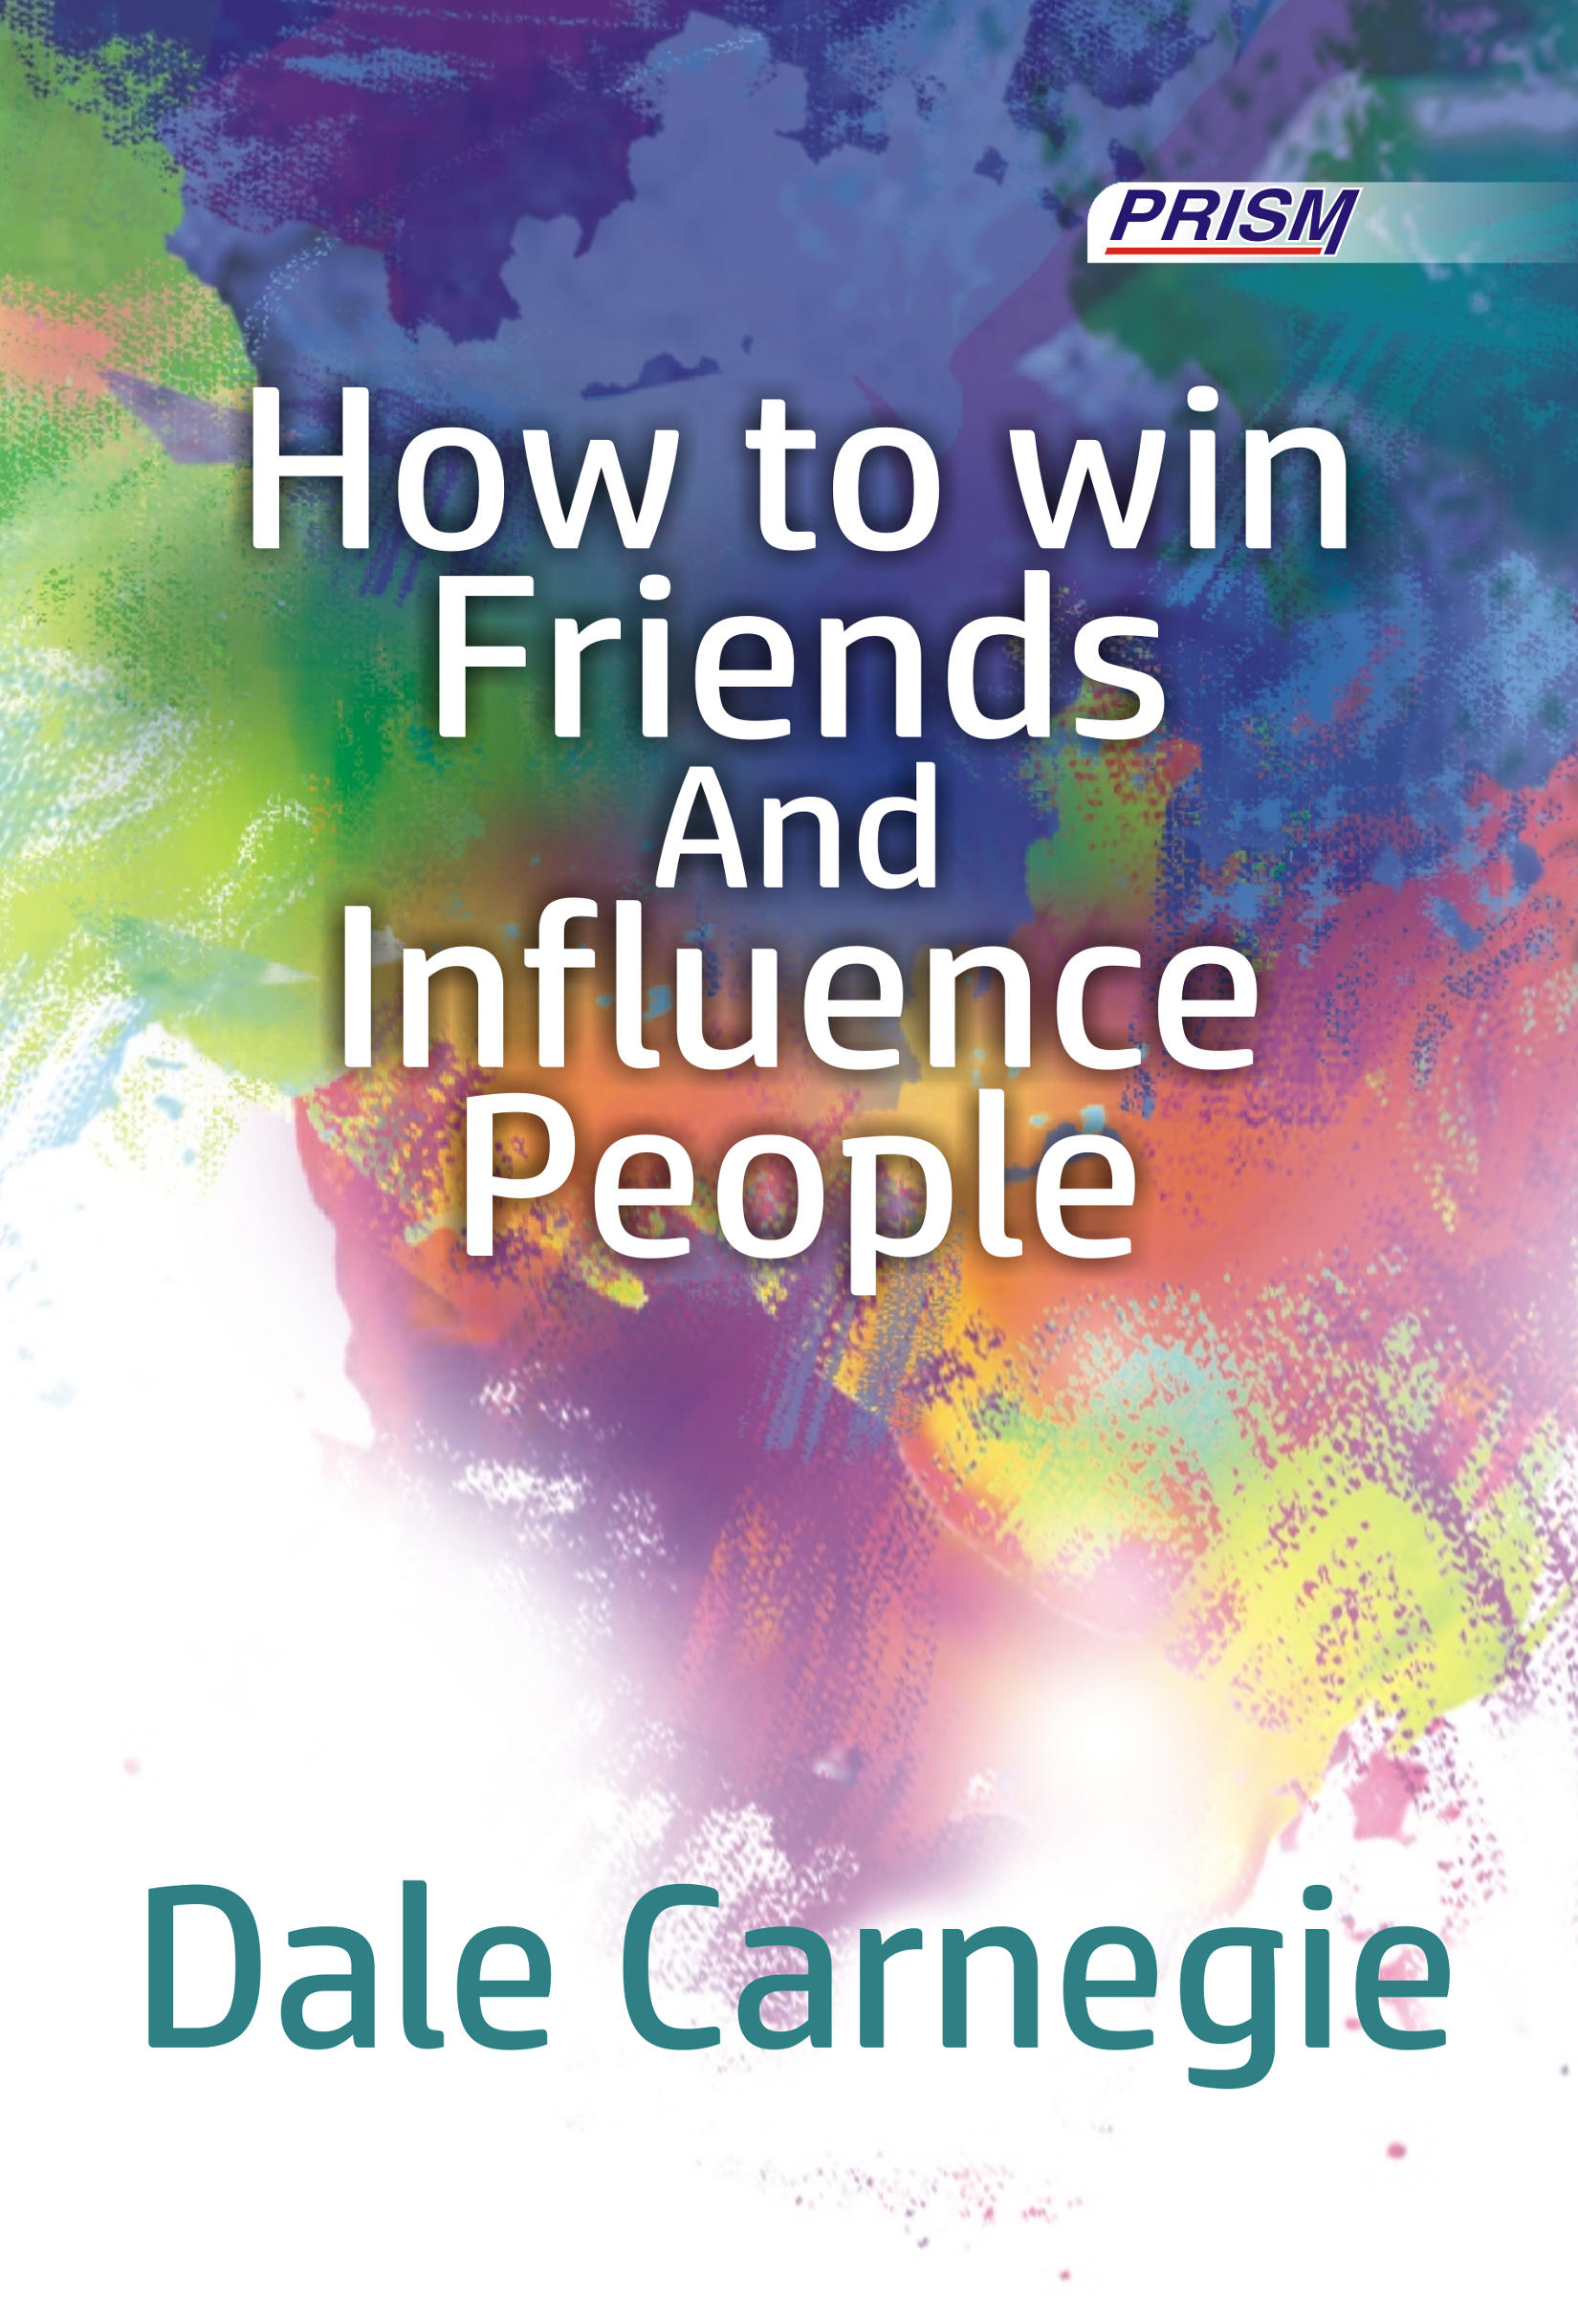 PRISM
How to win
Friends
And
Influence
People
Dale Carnegie